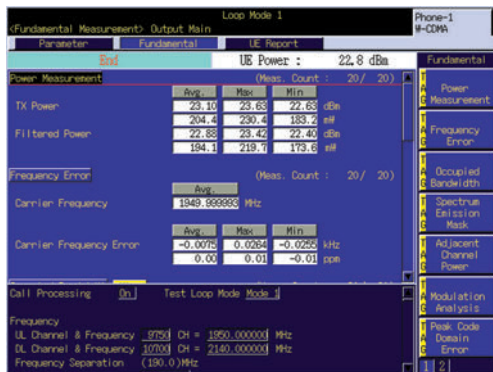 Loop Mode 1
<Fundamental Measurement> Output Main
Phone-1
W-CDMA
Parameter Fundamental UE Report
End UE Power : 22.8 dBm
Fundamental
Power Measurement (Meas. Count : 20/ 20)
Avg. Max Min
TX Power 23.10 23.63 22.63 dBm
204.4 230.4 183.2 mW
Filtered Power 22.88 23.42 22.40 dBm
194.1 219.7 173.6 mW
Frequency Error (Meas. Count : 20/ 20)
Avg.
Carrier Frequency 1949.999993 MHz
Avg. Max Min
Carrier Frequency Error -0.0075 0.0264 -0.0255 kHz
0.00 0.01 -0.01 ppm
Call Processing On Test Loop Mode Mode 1
Frequency
UL Channel & Frequency 9750 CH = 1950.000000 MHz
DL Channel & Frequency 10700 CH = 2140.000000 MHz
Frequency Separation (190.0)MHz
TAG
Power
Measurement
TAG
Frequency
Error
TAG
Occupied
Bandwidth
TAG
Spectrum
Emission
Mask
TAG
Adjacent
Channel
Power
TAG
Modulation
Analysis
TAG
Peak Code
Domain
Error
1 2